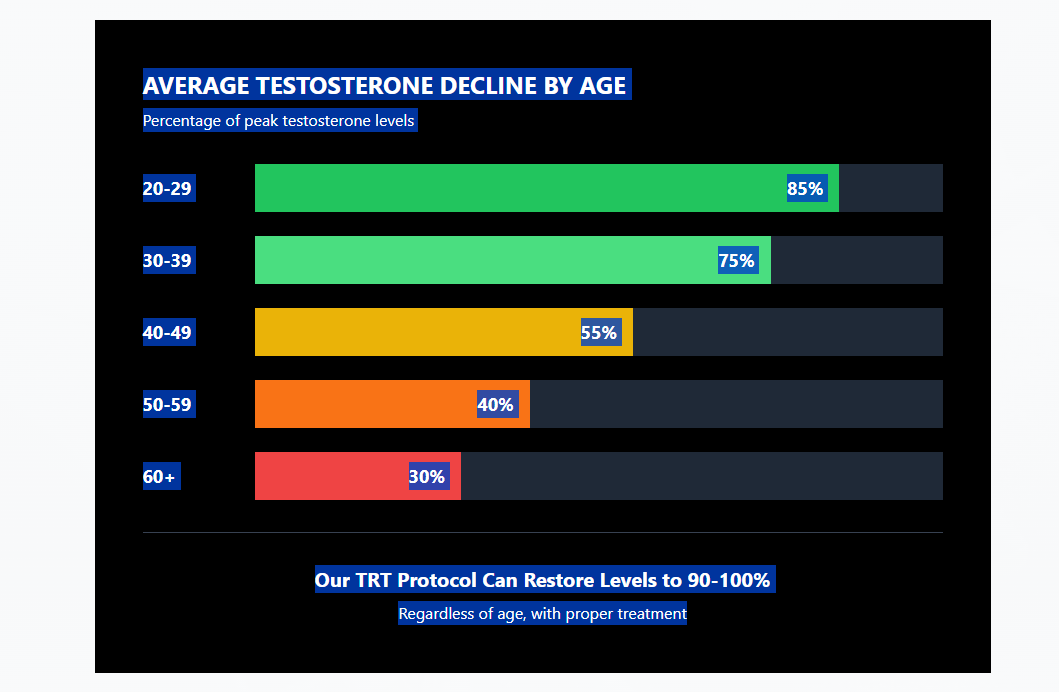 AVERAGE TESTOSTERONE DECLINE BY AGE
Percentage of peak testosterone levels
20-29 85%
30-39 75%
40-49 55%
50-59 40%
60+ 30%
Our TRT Protocol Can Restore Levels to 90-100%
Regardless of age, with proper treatment